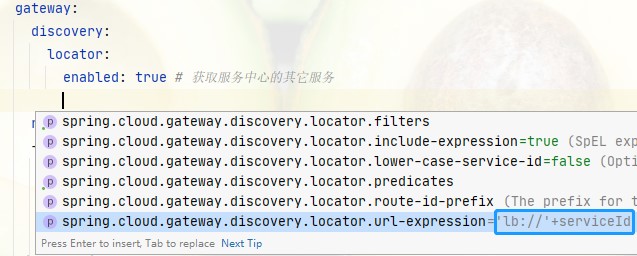 gateway:
discovery:
locator:
enabled: true # 获取服务中心的其它服务
spring.cloud.gateway.discovery.locator.filters
spring.cloud.gateway.discovery.locator.include-expression=true (SpEL exp
spring.cloud.gateway.discovery.locator.lower-case-service-id=false (Opti
spring.cloud.gateway.discovery.locator.predicates
spring.cloud.gateway.discovery.locator.route-id-prefix (The prefix for t
spring.cloud.gateway.discovery.locator.url-expression='lb://'+serviceId
Press Enter to insert, Tab to replace Next Tip